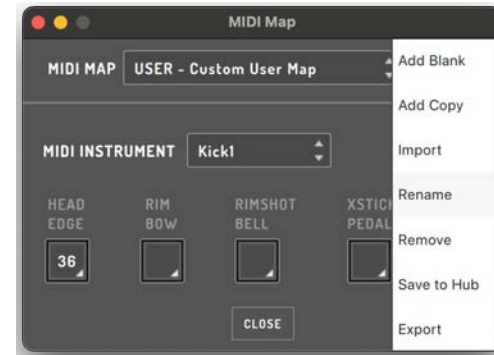 MIDI Map
MIDI MAP USER - Custom User Map
Add Blank
Add Copy
Import
Rename
Remove
Save to Hub
Export
MIDI INSTRUMENT Kick1
HEAD RIM RIMSHOT
EDGE BOW BELL PEDAL
36
CLOSE